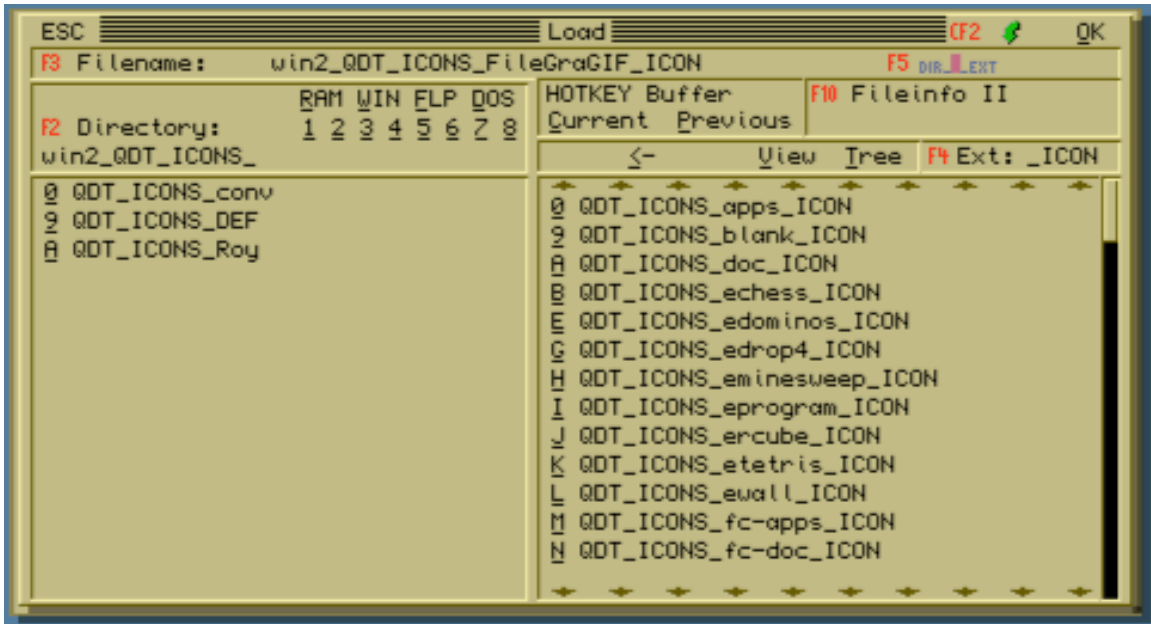 ESC Load CF2 OK
F3 Filename: win2_QDT_ICONS_FileGraGIF_ICON F5 DIR_ _EXT
RAM WIN FLP DOS
F2 Directory: 1 2 3 4 5 6 7 8
win2_QDT_ICONS_
HOTKEY Buffer
Current Previous
F10 Fileinfo II
<- View Tree F4 Ext: _ICON
0 QDT_ICONS_conv
9 QDT_ICONS_DEF
A QDT_ICONS_Roy
0 QDT_ICONS_apps_ICON
9 QDT_ICONS_blank_ICON
A QDT_ICONS_doc_ICON
B QDT_ICONS_echess_ICON
E QDT_ICONS_edominos_ICON
G QDT_ICONS_edrop4_ICON
H QDT_ICONS_eminesweep_ICON
I QDT_ICONS_eprogram_ICON
J QDT_ICONS_ercube_ICON
K QDT_ICONS_etetris_ICON
L QDT_ICONS_ewall_ICON
M QDT_ICONS_fc-apps_ICON
N QDT_ICONS_fc-doc_ICON